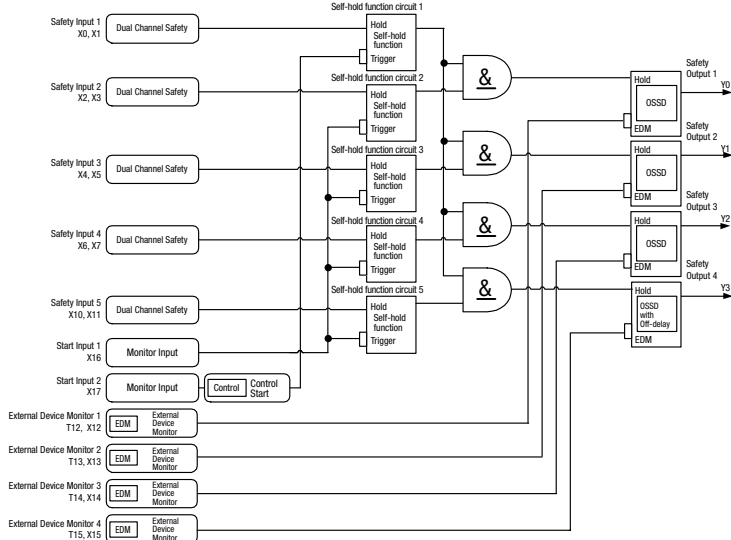 Self-hold function circuit 1
Safety Input 1
X0, X1
Dual Channel Safety
Hold
Self-hold
function
Trigger
Safety Input 2
X2, X3
Dual Channel Safety
Self-hold function circuit 2
Hold
Self-hold
function
Trigger
&
Hold
OSSD
EDM
Safety
Output 1
Y0
Safety Input 3
X4, X5
Dual Channel Safety
Self-hold function circuit 3
Hold
Self-hold
function
Trigger
&
Hold
OSSD
EDM
Safety
Output 2
Y1
Safety Input 4
X6, X7
Dual Channel Safety
Self-hold function circuit 4
Hold
Self-hold
function
Trigger
&
Hold
OSSD
EDM
Safety
Output 3
Y2
Safety Input 5
X10, X11
Dual Channel Safety
Self-hold function circuit 5
Hold
Self-hold
function
Trigger
&
Hold
OSSD
with
Off-delay
EDM
Safety
Output 4
Y3
Start Input 1
X16
Monitor Input
Start Input 2
X17
Monitor Input
Control
Control
Start
External Device Monitor 1
T12, X12
EDM
External
Device
Monitor
External Device Monitor 2
T13, X13
EDM
External
Device
Monitor
External Device Monitor 3
T14, X14
EDM
External
Device
Monitor
External Device Monitor 4
T15, X15
EDM
External
Device
Monitor